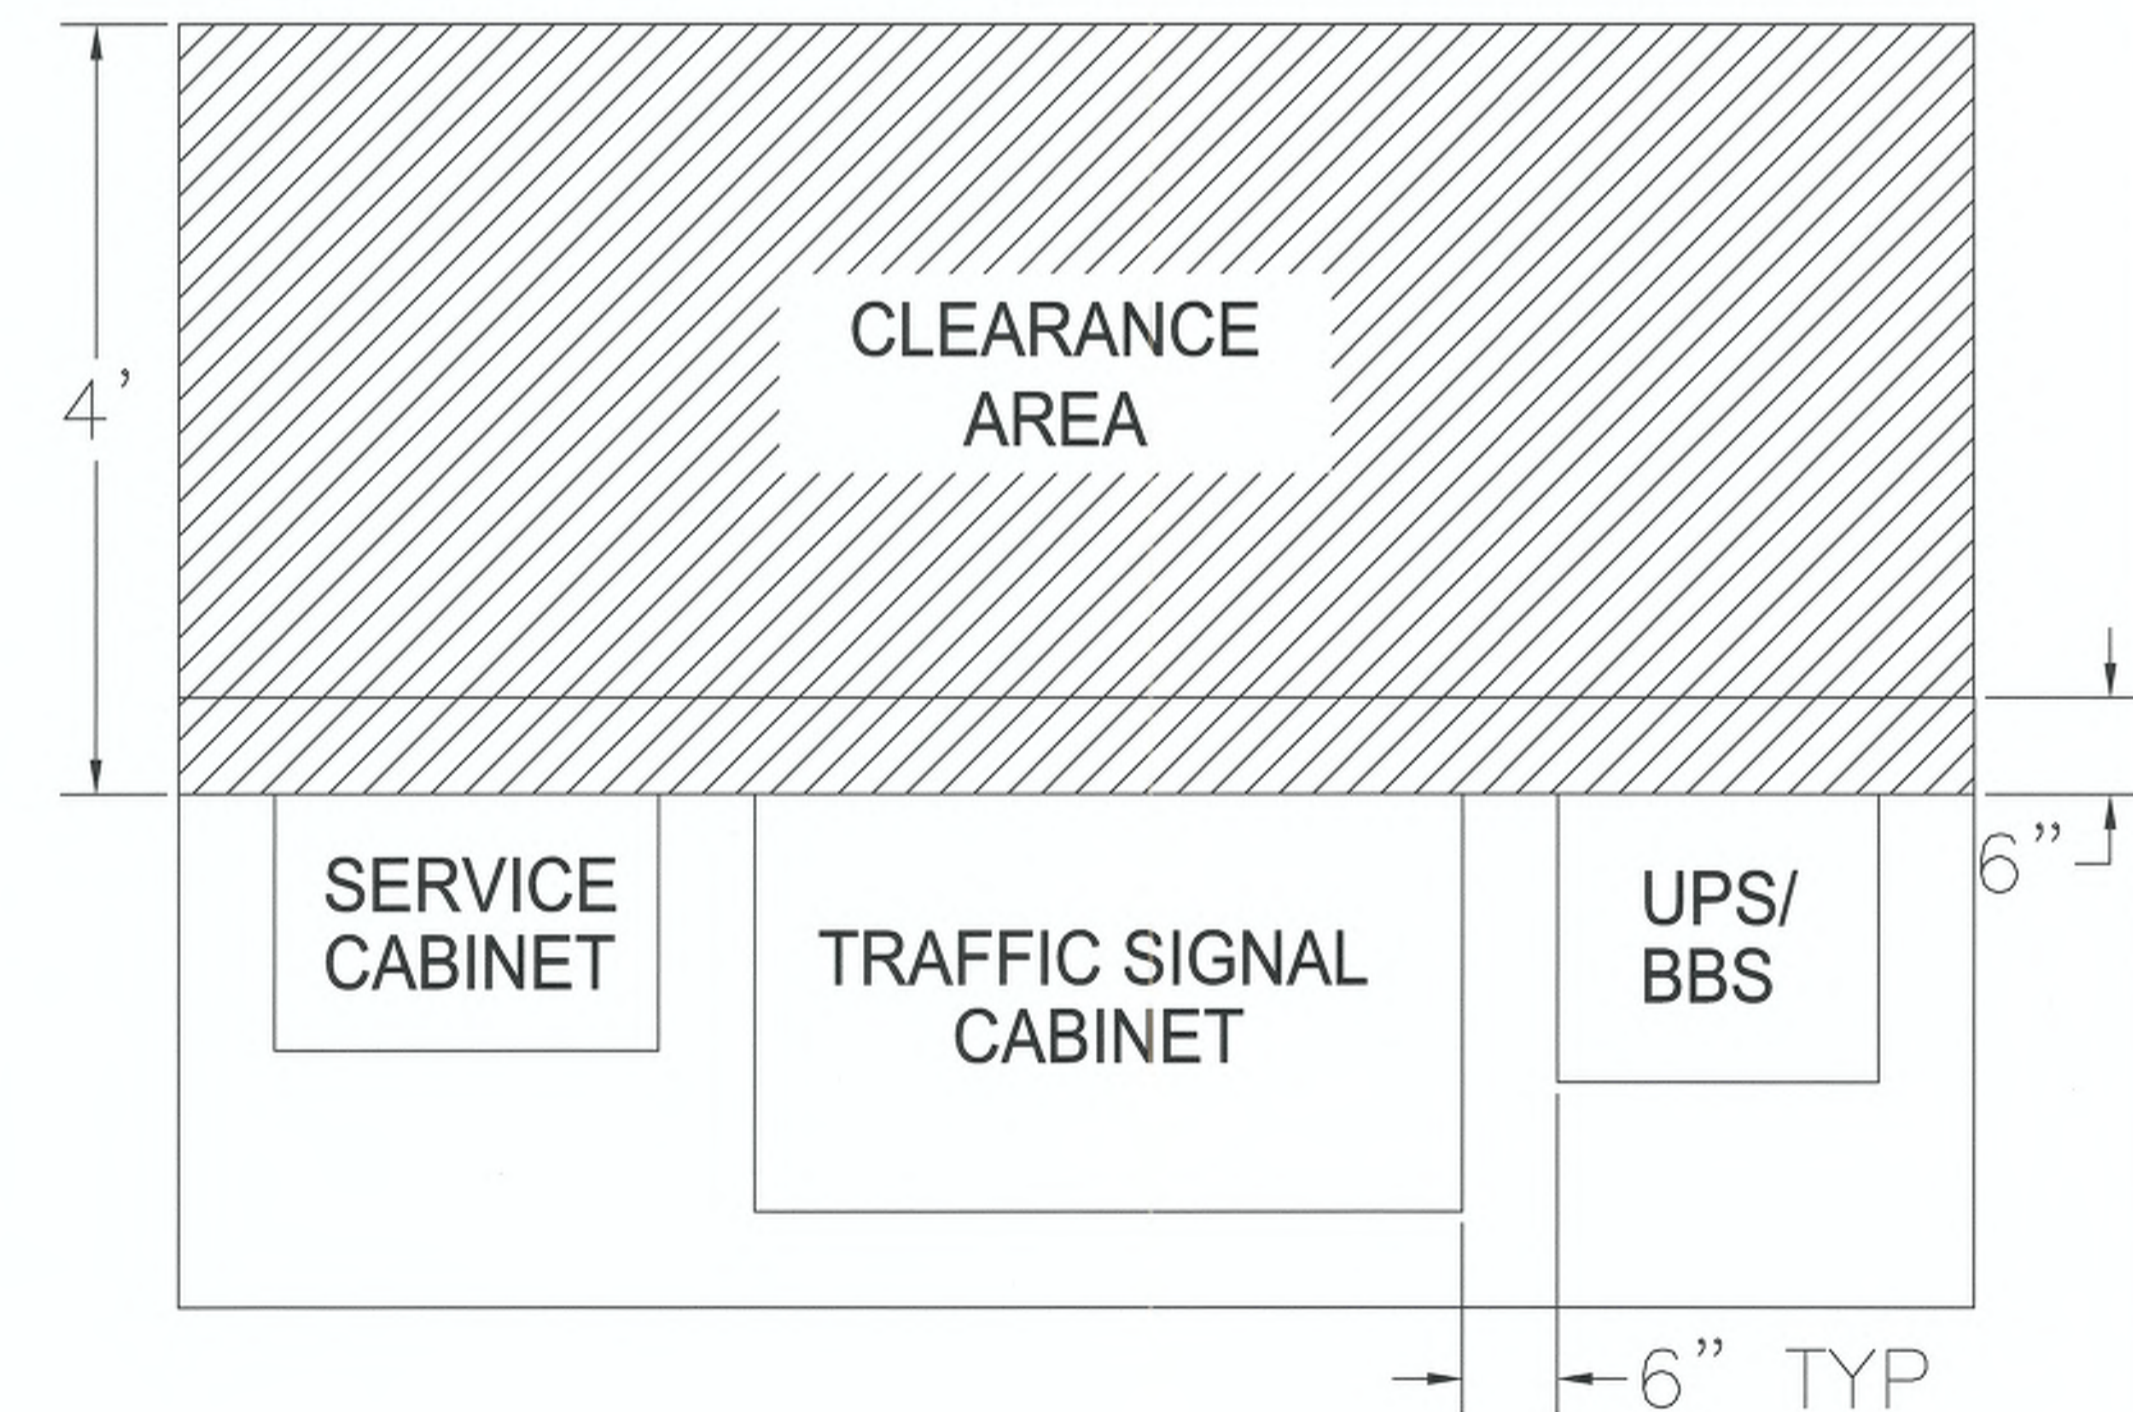 CLEARANCE
AREA
4’
SERVICE
CABINET
TRAFFIC SIGNAL
CABINET
UPS/
BBS
6”
6” TYP